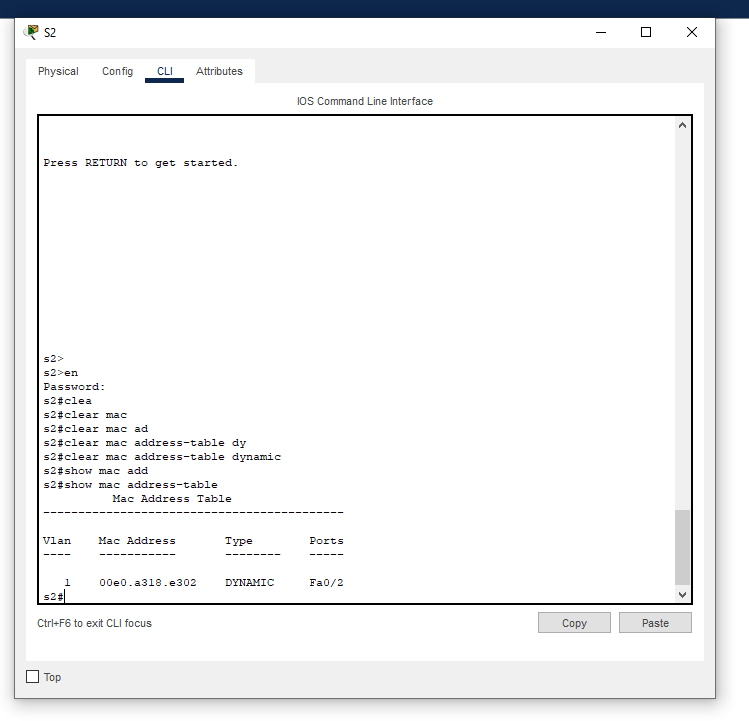 S2
Physical Config CLI Attributes
IOS Command Line Interface
Press RETURN to get started.
s2>
s2>en
Password:
s2#clea
s2#clear mac
s2#clear mac ad
s2#clear mac address-table dy
s2#clear mac address-table dynamic
s2#show mac add
s2#show mac address-table
Mac Address Table
-------------------------------------------
Vlan Mac Address Type Ports
---- ----------- -------- -----
1 00e0.a318.e302 DYNAMIC Fa0/2
s2#
Ctrl+F6 to exit CLI focus
Copy Paste
Top